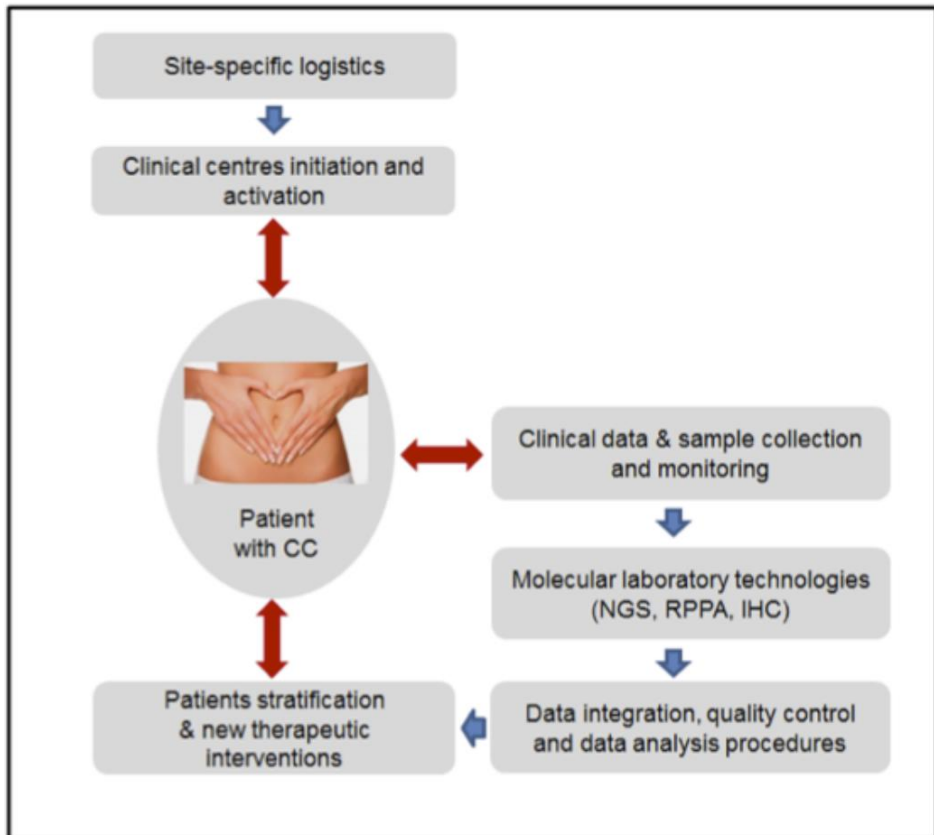 Site-specific logistics
Clinical centres initiation and
activation
Patient
with CC
Clinical data & sample collection
and monitoring
Molecular laboratory technologies
(NGS, RPPA, IHC)
Data integration, quality control
and data analysis procedures
Patients stratification
& new therapeutic
interventions